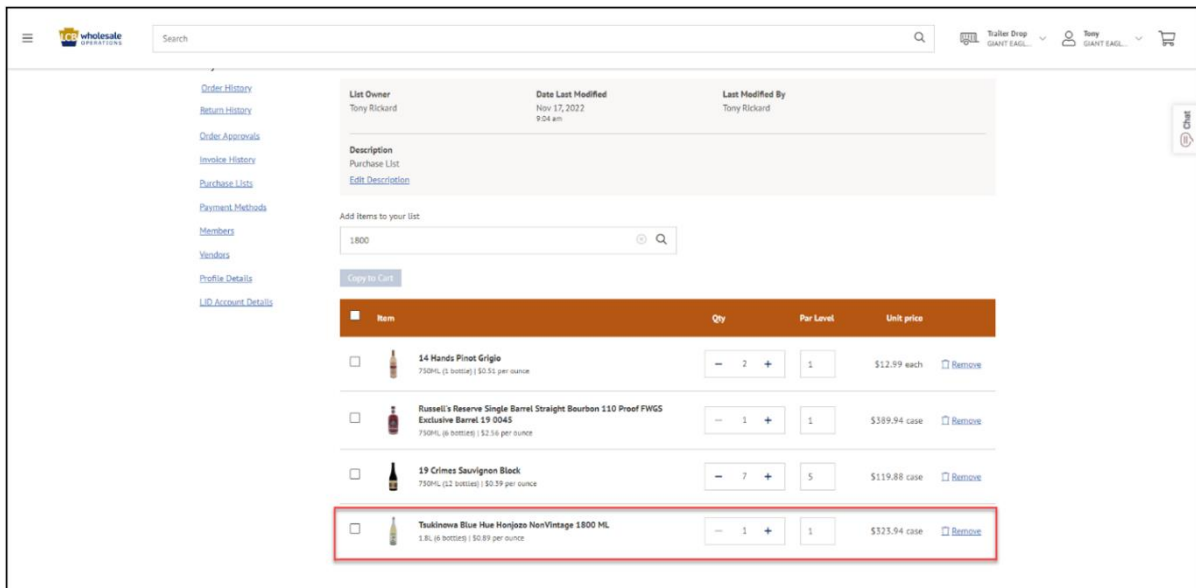 LCB wholesale
OPERATIONS
Search
Trailer Drop
GIANT EAGL...
Tony
GIANT EAGL...
Chat
Order History
Return History
Order Approvals
Invoice History
Purchase Lists
Payment Methods
Members
Vendors
Profile Details
LID Account Details
List Owner
Tony Rickard
Date Last Modified
Nov 17, 2022
9:04 am
Last Modified By
Tony Rickard
Description
Purchase List
Edit Description
Add items to your list
1800
Copy to Cart
Item Qty Par Level Unit price
14 Hands Pinot Grigio
750ML (1 bottle) | $0.51 per ounce
2 1 $12.99 each Remove
Russell's Reserve Single Barrel Straight Bourbon 110 Proof FWGS
Exclusive Barrel 19 0045
750ML (6 bottles) | $2.56 per ounce
1 1 $389.94 case Remove
19 Crimes Sauvignon Block
750ML (12 bottles) | $0.39 per ounce
7 5 $119.88 case Remove
Tsukinowa Blue Hue Honjozo NonVintage 1800 ML
1.8L (6 bottles) | $0.89 per ounce
1 1 $323.94 case Remove